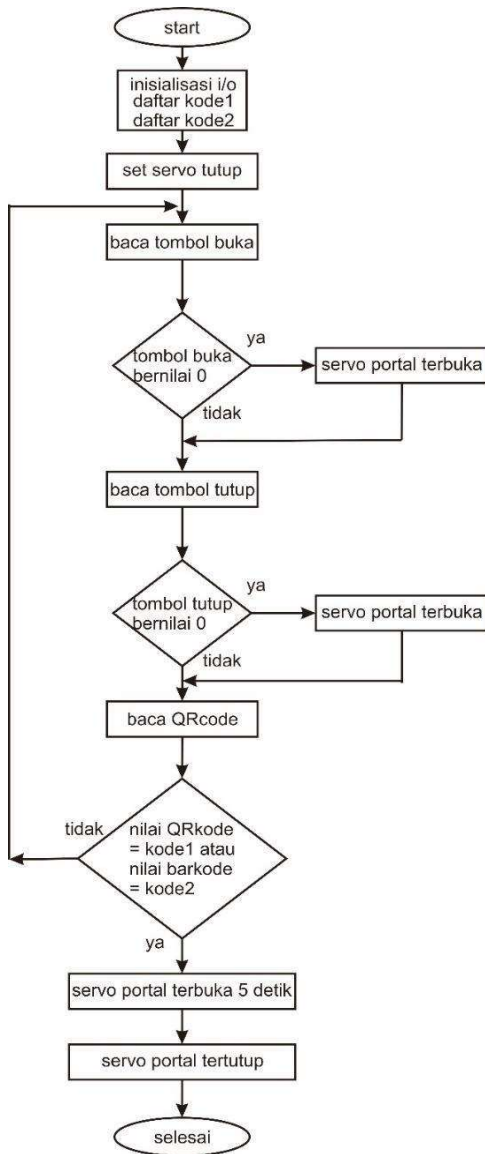 start
inisialisasi i/o
daftar kode1
daftar kode2
set servo tutup
baca tombol buka
tombol buka
bernilai 0
ya
servo portal terbuka
tidak
baca tombol tutup
tombol tutup
bernilai 0
ya
servo portal terbuka
tidak
baca QRcode
tidak
nilai QRkode
= kode1 atau
nilai barkode
= kode2
ya
servo portal terbuka 5 detik
servo portal tertutup
selesai